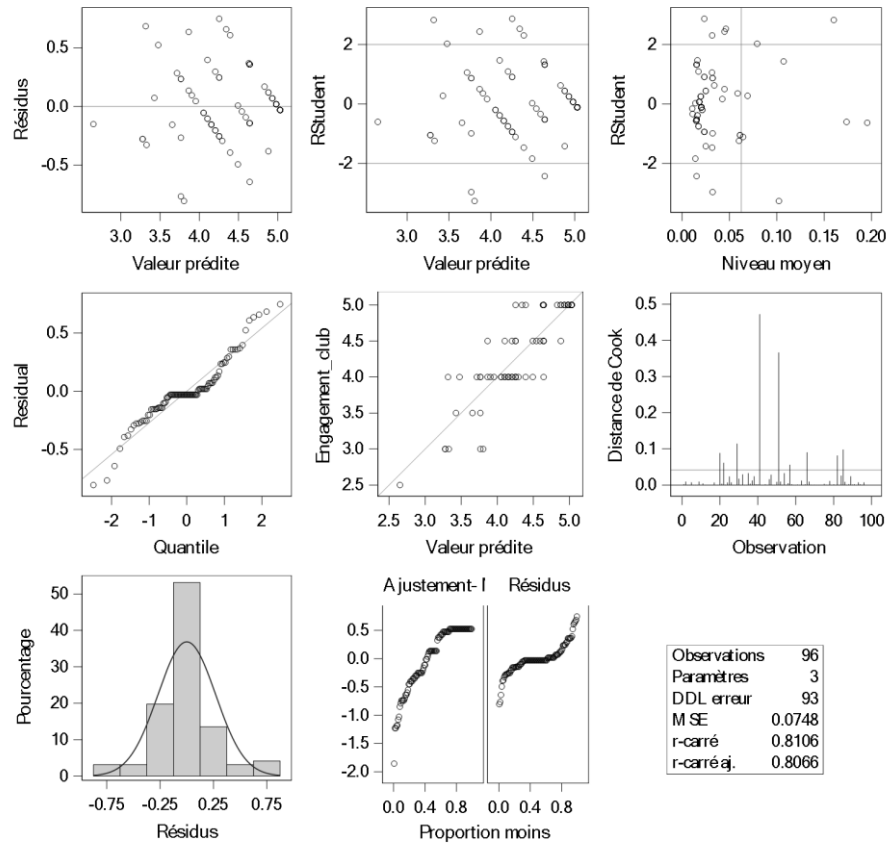 Résidus
0.5
0.0
-0.5
3.0 3.5 4.0 4.5 5.0
Valeur prédite
RStudent
2
0
-2
3.0 3.5 4.0 4.5 5.0
Valeur prédite
RStudent
2
0
-2
0.00 0.05 0.10 0.15 0.20
Niveau moyen
Residual
0.5
0.0
-0.5
-2 -1 0 1 2
Quantile
Engagement_club
5.0
4.5
4.0
3.5
3.0
2.5
2.5 3.0 3.5 4.0 4.5 5.0
Valeur prédite
Distance de Cook
0.5
0.4
0.3
0.2
0.1
0.0
0 20 40 60 80 100
Observation
Pourcentage
50
40
30
20
10
0
-0.75 -0.25 0.25 0.75
Résidus
Ajustement-
Résidus
0.5
0.0
-0.5
-1.0
-1.5
-2.0
0.0 0.4 0.8
0.0 0.4 0.8
Proportion moins
Observations 96
Paramètres 3
DDL erreur 93
MSE 0.0748
r-carré 0.8106
r-carré aj. 0.8066